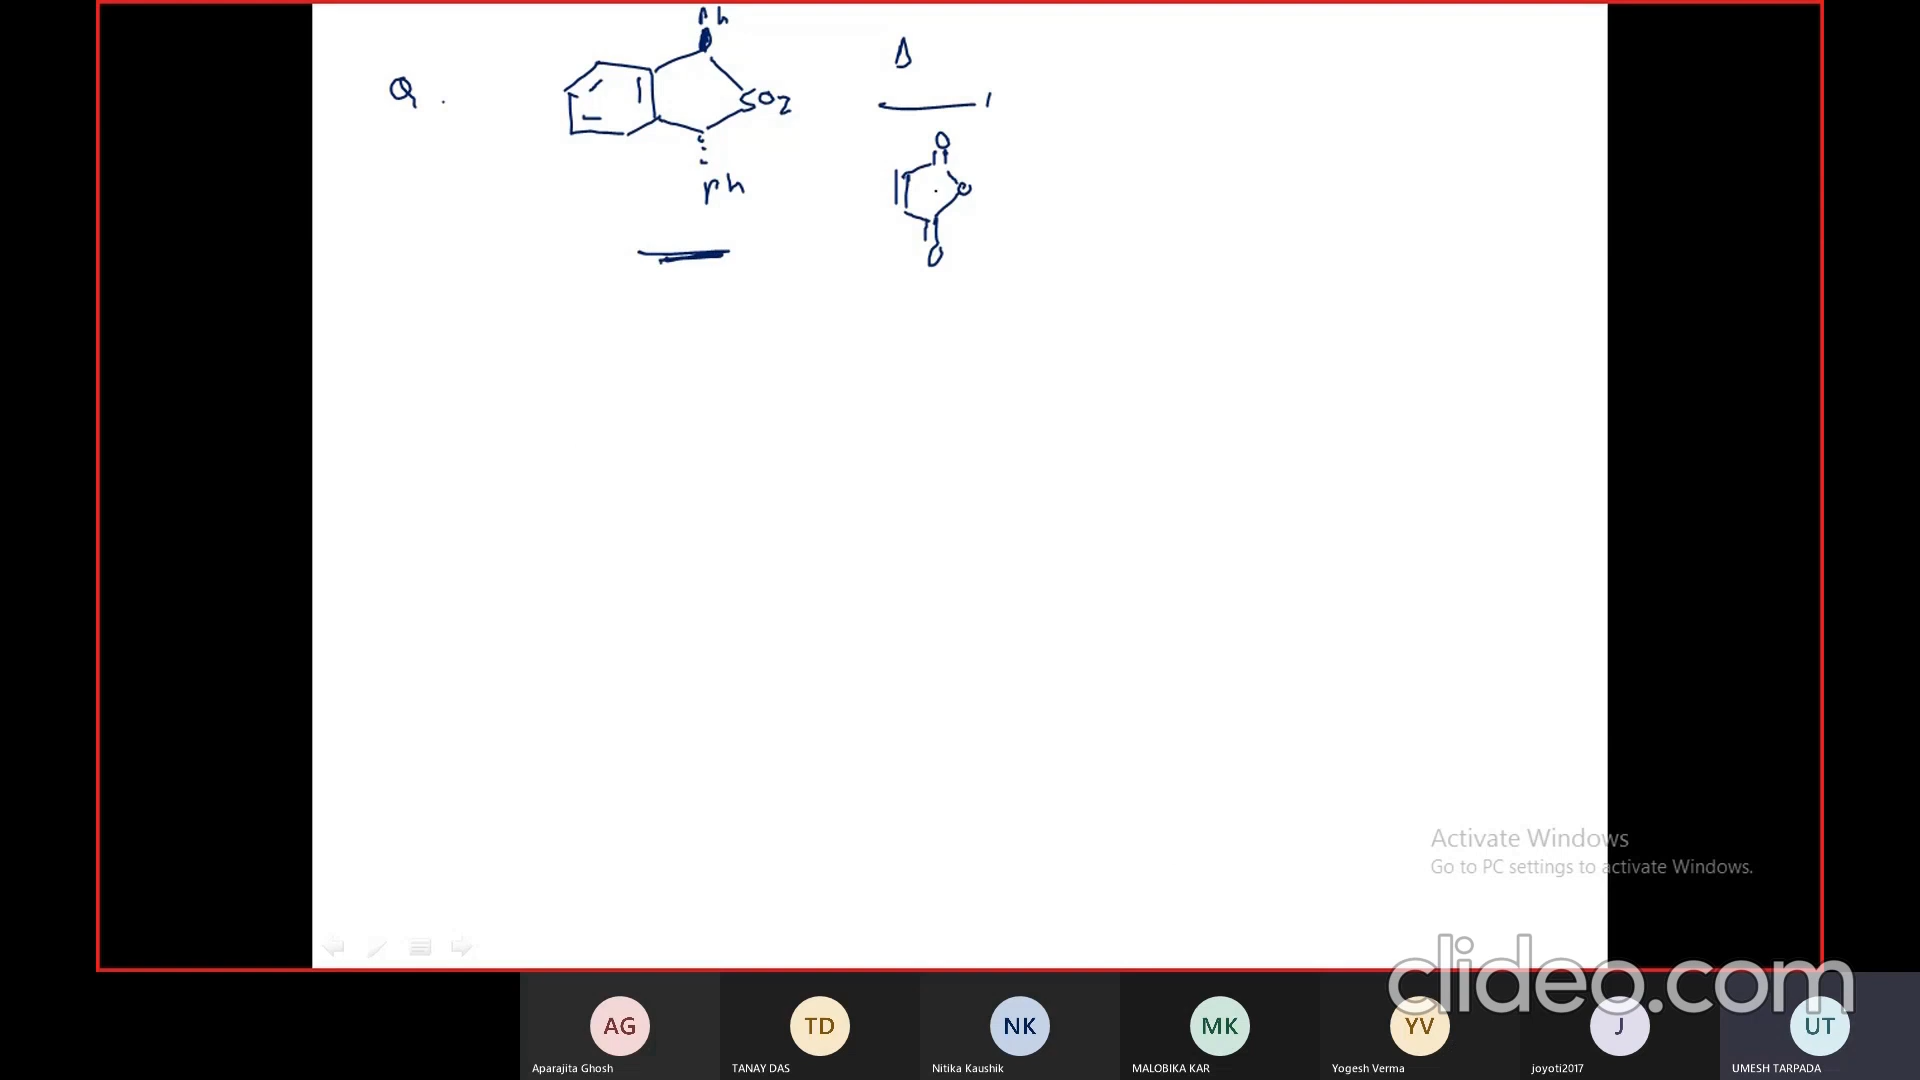 Ph
Q.
SO2
Δ
O
O
Ph
O
Activate Windows
Go to PC settings to activate Windows.
clideo.com
AG
TD
NK
MK
YV
J
UT
Aparajita Ghosh
TANAY DAS
Nitika Kaushik
MALOBIKA KAR
Yogesh Verma
joyoti2017
UMESH TARPADA